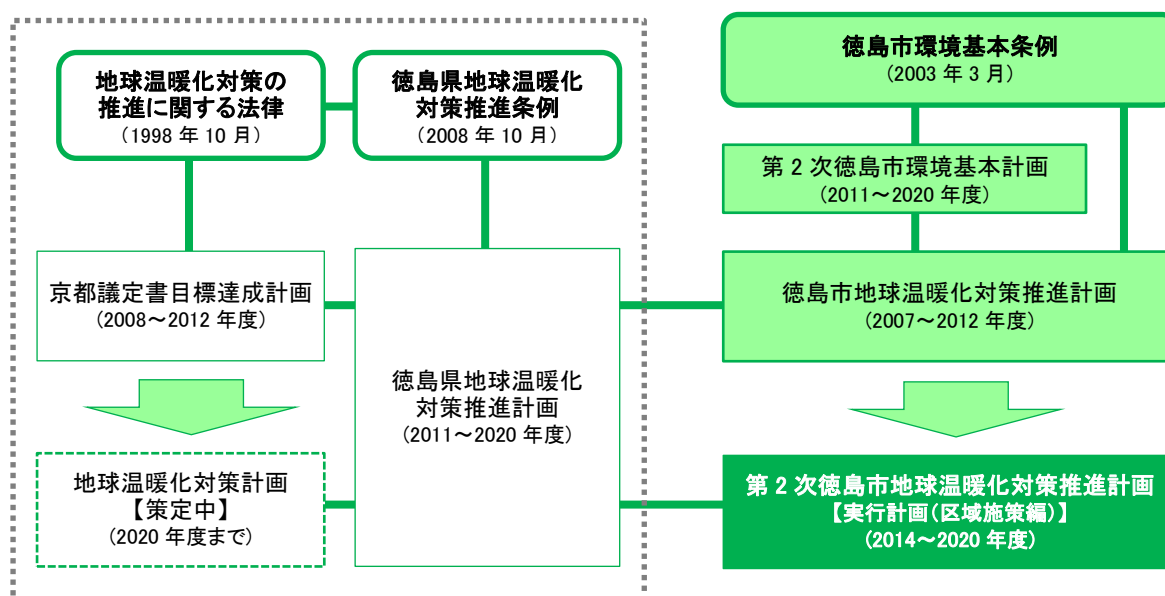 地球温暖化対策の
推進に関する法律
（1998 年 10 月）
徳島県地球温暖化
対策推進条例
（2008 年 10 月）
徳島市環境基本条例
（2003 年 3 月）
第 2 次徳島市環境基本計画
（2011～2020 年度）
京都議定書目標達成計画
（2008～2012 年度）
徳島県地球温暖化
対策推進計画
（2011～2020 年度）
徳島市地球温暖化対策推進計画
（2007～2012 年度）
地球温暖化対策計画
【策定中】
（2020 年度まで）
第 2 次徳島市地球温暖化対策推進計画
【実行計画（区域施策編）】
（2014～2020 年度）